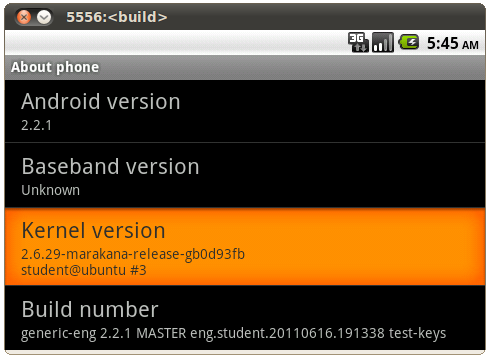 5556:<build>
3G 5:45 AM
About phone
Android version
2.2.1
Baseband version
Unknown
Kernel version
2.6.29-marakana-release-gb0d93fb
student@ubuntu #3
Build number
generic-eng 2.2.1 MASTER eng.student.20110616.191338 test-keys